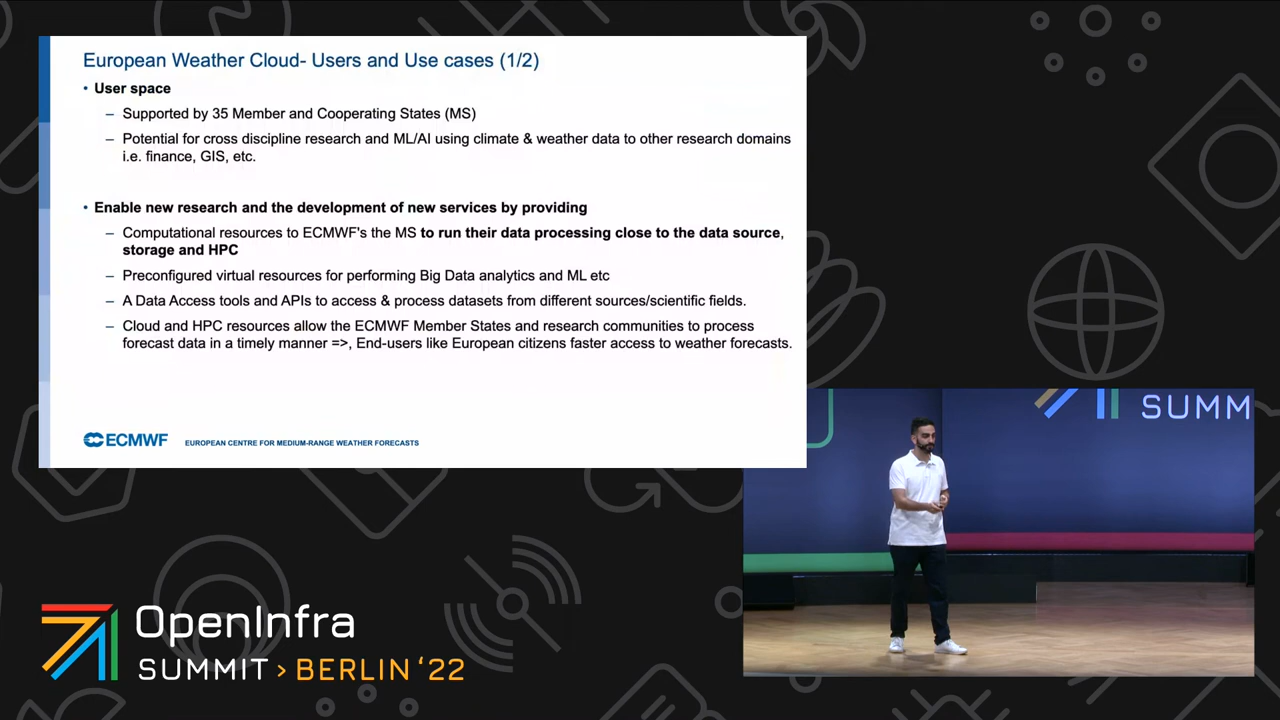 European Weather Cloud- Users and Use cases (1/2)
• User space
– Supported by 35 Member and Cooperating States (MS)
– Potential for cross discipline research and ML/AI using climate & weather data to other research domains
i.e. finance, GIS, etc.
• Enable new research and the development of new services by providing
– Computational resources to ECMWF's the MS to run their data processing close to the data source,
storage and HPC
– Preconfigured virtual resources for performing Big Data analytics and ML etc
– A Data Access tools and APIs to access & process datasets from different sources/scientific fields.
– Cloud and HPC resources allow the ECMWF Member States and research communities to process
forecast data in a timely manner =>, End-users like European citizens faster access to weather forecasts.
ECMWF EUROPEAN CENTRE FOR MEDIUM-RANGE WEATHER FORECASTS
SUMM
OpenInfra
SUMMIT > BERLIN ‘22